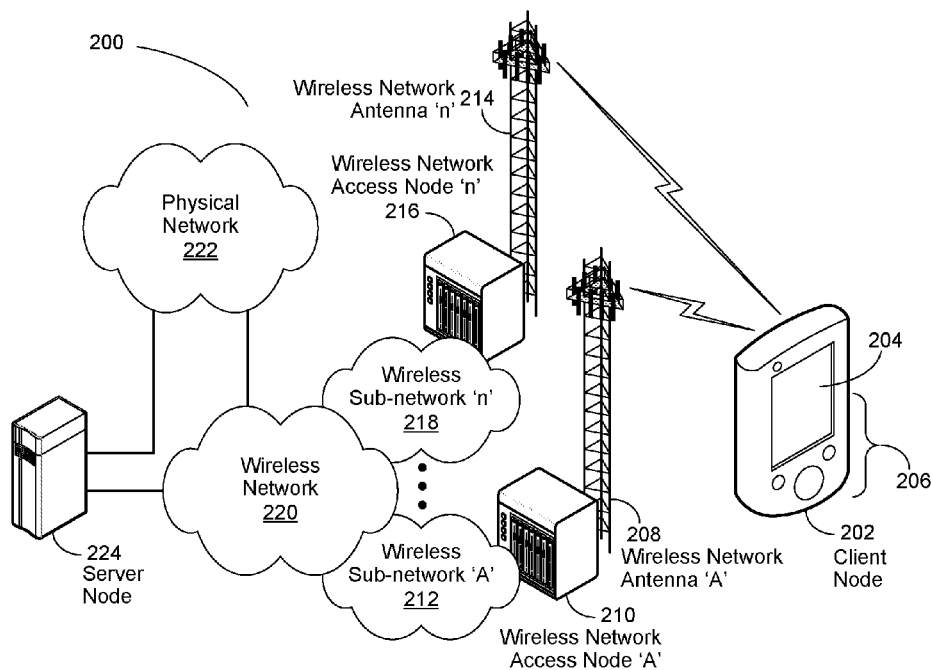 200
Wireless Network
Antenna ‘n’
214
Wireless Network
Access Node ‘n’
216
Physical
Network
222
204
Wireless
Sub-network ‘n’
218
206
Wireless
Network
220
208
Wireless Network
Antenna ‘A’
202
Client
Node
224
Server
Node
Wireless
Sub-network ‘A’
212
210
Wireless Network
Access Node ‘A’